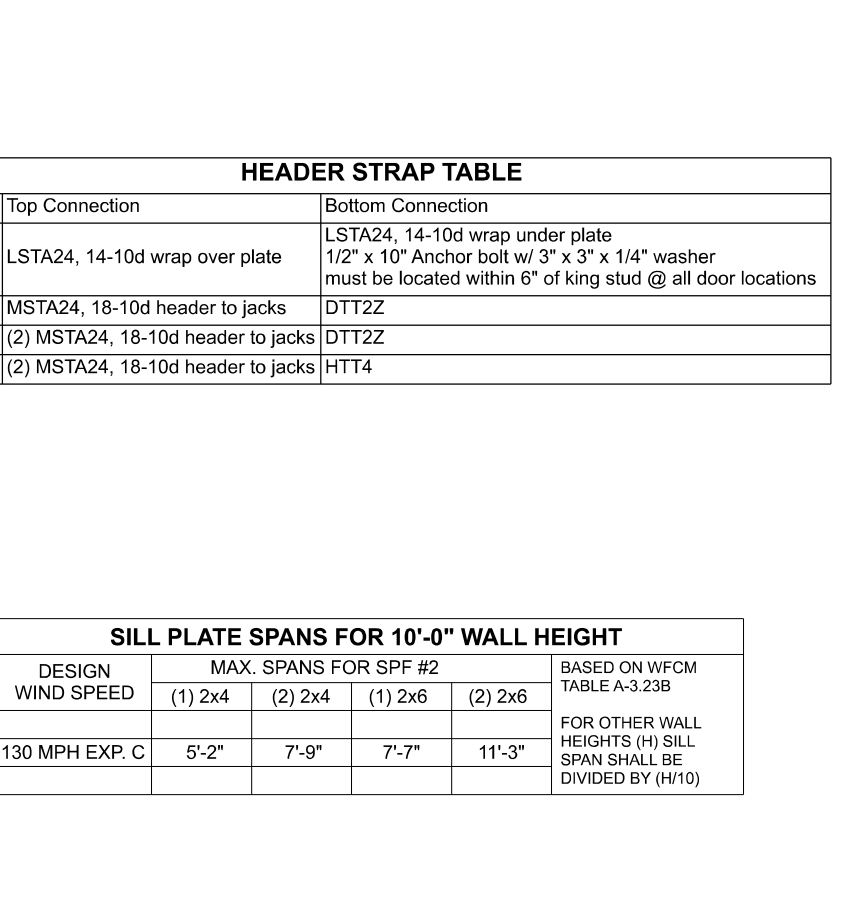 HEADER STRAP TABLE
Top Connection
Bottom Connection
LSTA24, 14-10d wrap over plate
LSTA24, 14-10d wrap under plate
1/2" x 10" Anchor bolt w/ 3" x 3" x 1/4" washer
must be located within 6" of king stud @ all door locations
MSTA24, 18-10d header to jacks
DTT2Z
(2) MSTA24, 18-10d header to jacks
DTT2Z
(2) MSTA24, 18-10d header to jacks
HTT4
SILL PLATE SPANS FOR 10'-0" WALL HEIGHT
DESIGN
WIND SPEED
MAX. SPANS FOR SPF #2
(1) 2x4
(2) 2x4
(1) 2x6
(2) 2x6
130 MPH EXP. C
5'-2"
7'-9"
7'-7"
11'-3"
BASED ON WFCM
TABLE A-3.23B
FOR OTHER WALL
HEIGHTS (H) SILL
SPAN SHALL BE
DIVIDED BY (H/10)